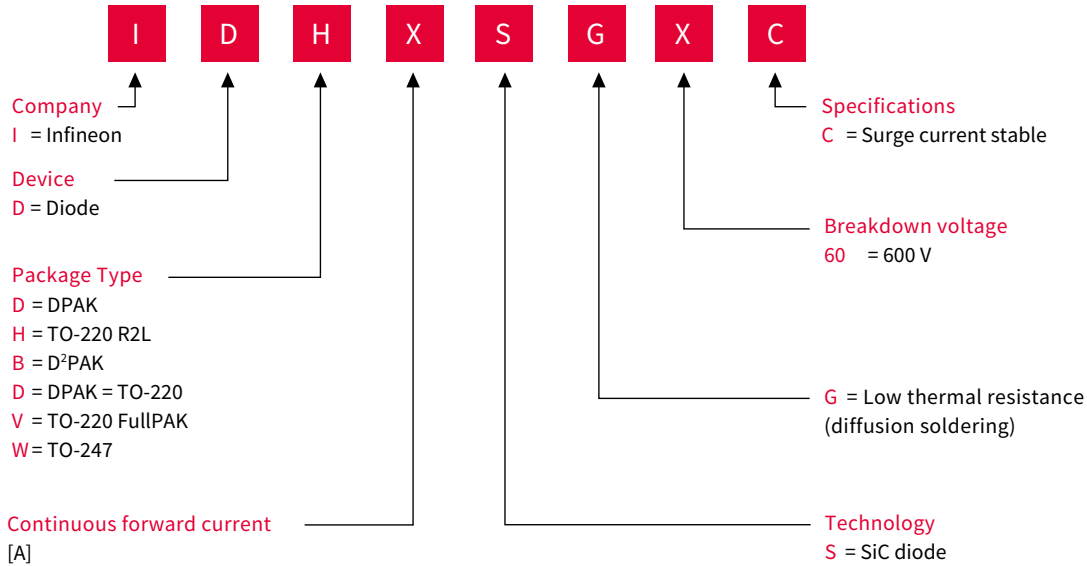 I D H X S G X C
Company
I = Infineon
Device
D = Diode
Package Type
D = DPAK
H = TO-220 R2L
B = D²PAK
D = DPAK = TO-220
V = TO-220 FullPAK
W = TO-247
Continuous forward current
[A]
Specifications
C = Surge current stable
Breakdown voltage
60 = 600 V
G = Low thermal resistance
(diffusion soldering)
Technology
S = SiC diode